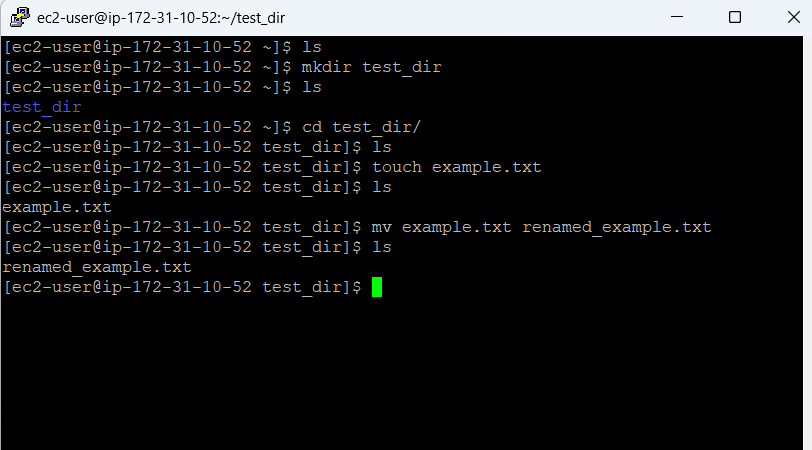 ec2-user@ip-172-31-10-52:~/test_dir
[ec2-user@ip-172-31-10-52 ~]$ ls
[ec2-user@ip-172-31-10-52 ~]$ mkdir test_dir
[ec2-user@ip-172-31-10-52 ~]$ ls
test_dir
[ec2-user@ip-172-31-10-52 ~]$ cd test_dir/
[ec2-user@ip-172-31-10-52 test_dir]$ ls
[ec2-user@ip-172-31-10-52 test_dir]$ touch example.txt
[ec2-user@ip-172-31-10-52 test_dir]$ ls
example.txt
[ec2-user@ip-172-31-10-52 test_dir]$ mv example.txt renamed_example.txt
[ec2-user@ip-172-31-10-52 test_dir]$ ls
renamed_example.txt
[ec2-user@ip-172-31-10-52 test_dir]$